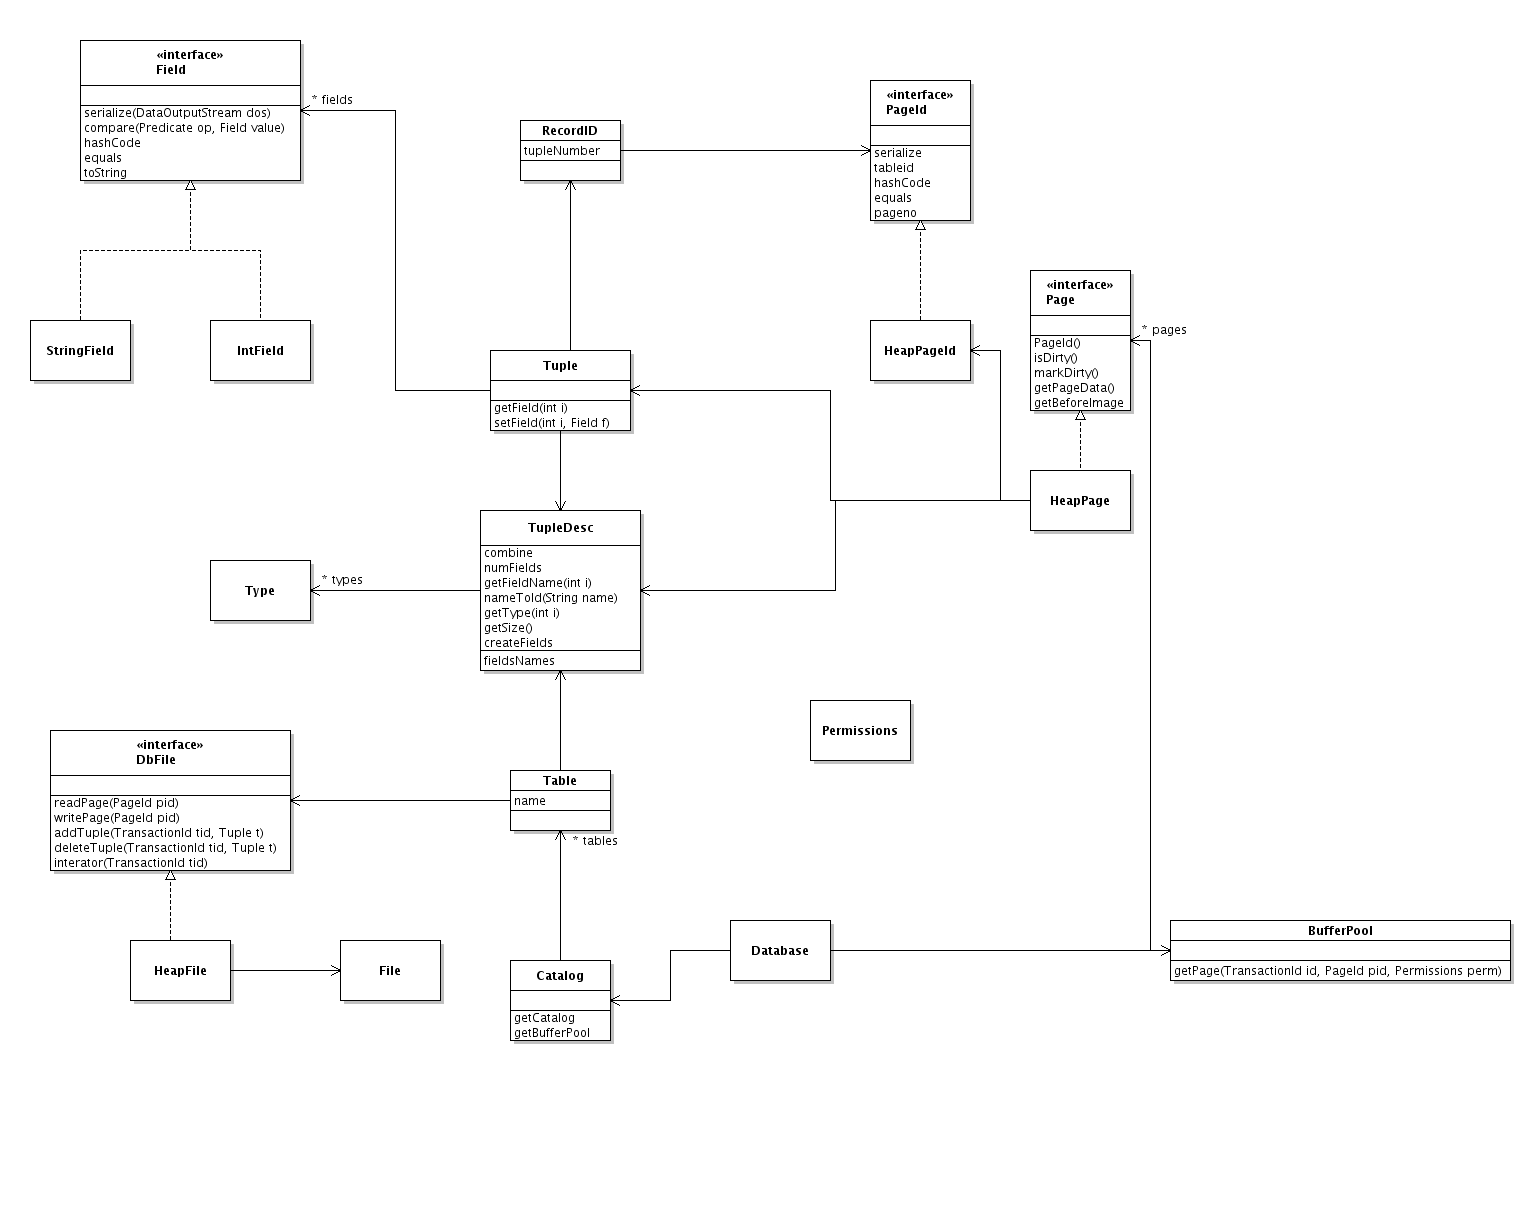 «interface»
Field
serialize(DataOutputStream dos)
compare(Predicate op, Field value)
hashCode
equals
toString
* fields
RecordID
tupleNumber
«interface»
PageId
serialize
tableid
hashCode
equals
pageno
«interface»
Page
PageId()
isDirty()
markDirty()
getPageData()
getBeforeImage
* pages
StringField
IntField
Tuple
getField(int i)
setField(int i, Field f)
HeapPageId
HeapPage
TupleDesc
combine
numFields
getFieldName(int i)
nameToId(String name)
getType(int i)
getSize()
createFields
fieldsNames
Type
* types
Permissions
«interface»
DbFile
readPage(PageId pid)
writePage(PageId pid)
addTuple(TransactionId tid, Tuple t)
deleteTuple(TransactionId tid, Tuple t)
interator(TransactionId tid)
Table
name
* tables
HeapFile
File
Catalog
getCatalog
getBufferPool
Database
BufferPool
getPage(TransactionId id, PageId pid, Permissions perm)